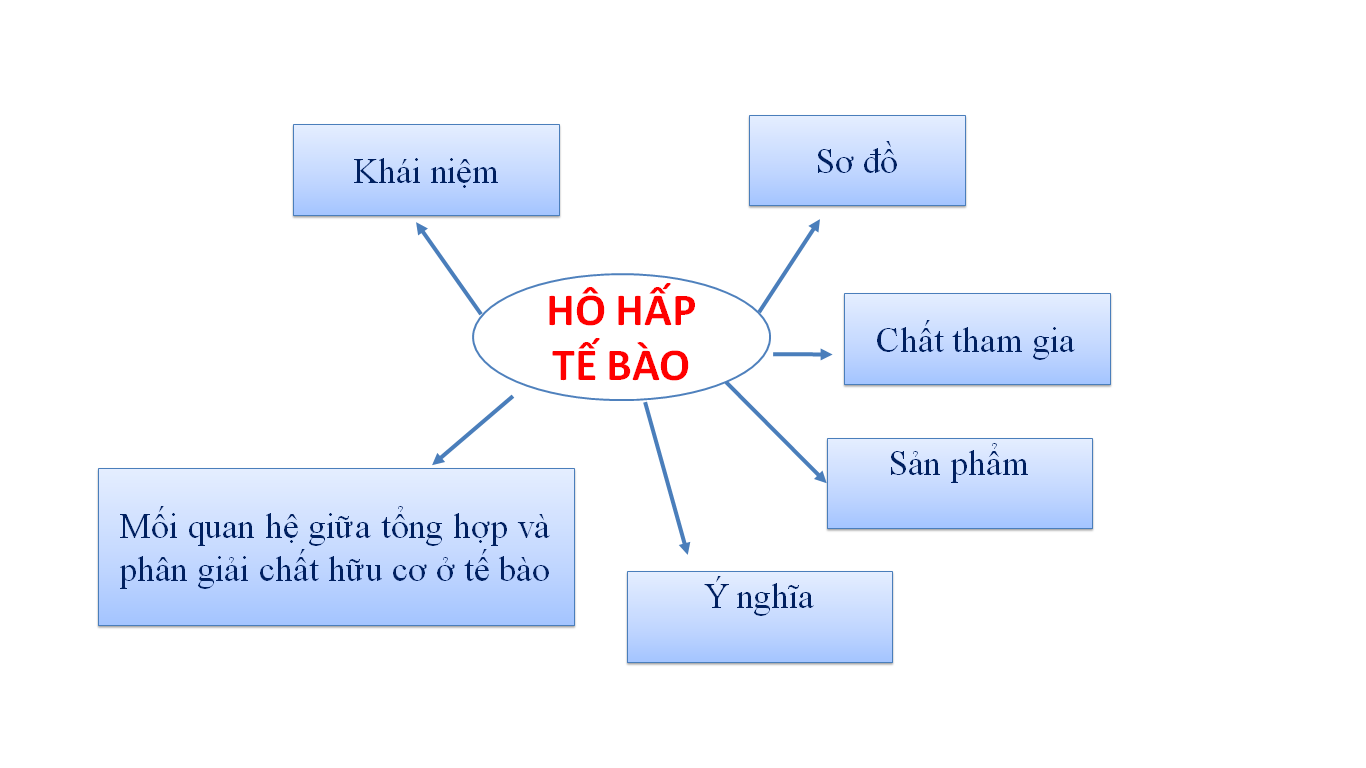 Khái niệm
Sơ đồ
HÔ HẤP
TẾ BÀO
Chất tham gia
Sản phẩm
Mối quan hệ giữa tổng hợp và
phân giải chất hữu cơ ở tế bào
Ý nghĩa